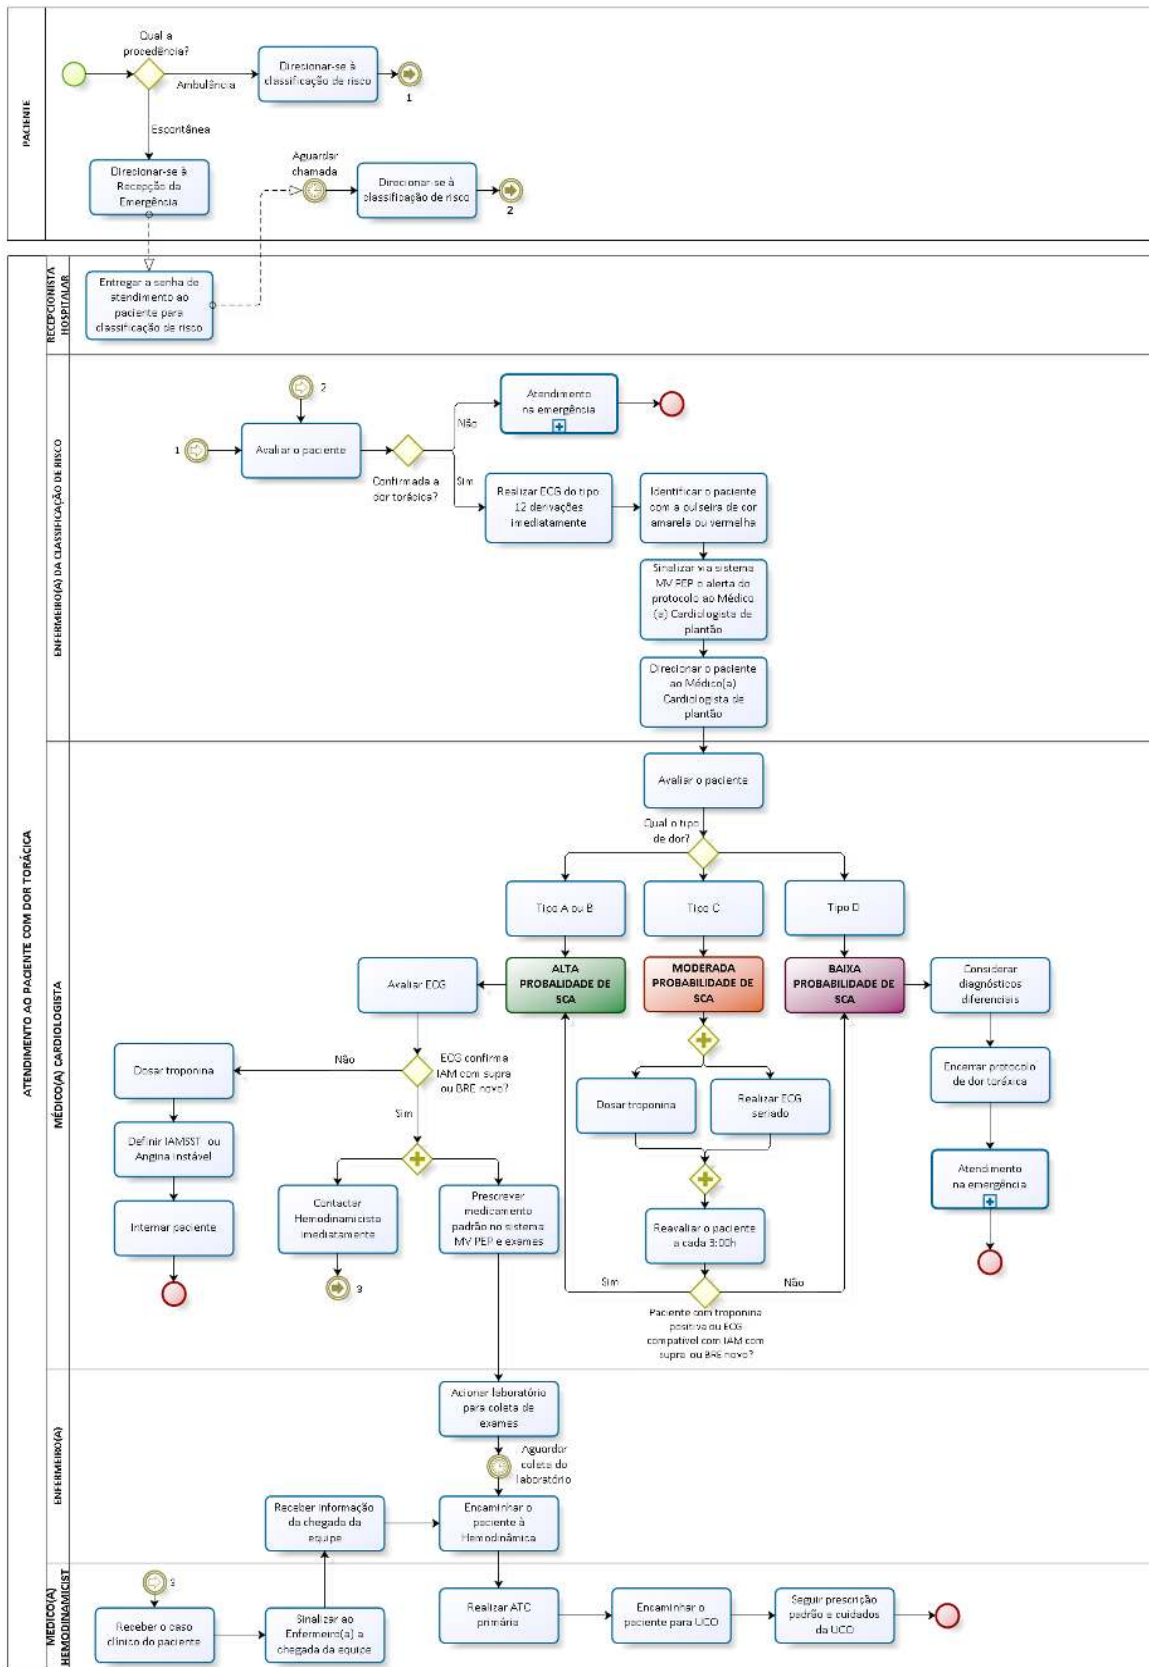 PACIENTE
Qual a
procedência?
Ambulância
Direcionar-se à
classificação de risco
1
Escontânea
Direcionar-se à
Recepção da
Emergência
Aguardar
chamada
Direcionar-se à
classificação de risco
2
ATENDIMENTO AO PACIENTE COM DOR TORÁCICA
RECEPCIONISTA
HOSPITALAR
Entregar a senha de
atendimento ao
paciente para
classificação de risco
ENFERMEIRO(A) DA CLASSIFICAÇÃO DE RISCO
2
1
Avaliar o paciente
Confirmada a
dor torácica?
Não
Atendimento
na emergência
Sim
Realizar ECG do tipo
12 derivações
imediatamente
Identificar o paciente
com a pulseira de cor
amarela ou vermelha
Sinalizar via sistema
MV PEP o alerta do
protocolo ao Médico
(a) Cardiologista de
plantão
Direcionar o paciente
ao Médico(a)
Cardiologista de
plantão
MÉDICO(A) CARDIOLOGISTA
Avaliar o paciente
Qual o tipo
de dor?
Tipo A ou B
Tipo C
Tipo D
Avaliar ECG
ALTA
PROBALIDADE DE
SCA
MODERADA
PROBABILIDADE DE
SCA
BAIXA
PROBABILIDADE DE
SCA
Considerar
diagnósticos
diferenciais
Dosar troponina
Não
ECG confirma
IAM com supra
ou BRE novo?
Sim
Dosar troponina
Realizar ECG
seriado
Encerrar protocolo
de dor toráxica
Definir IAMSST ou
Angina Instável
Internar paciente
Contactar
Hemodinamicista
imediatamente
3
Prescrever
medicamento
padrão no sistema
MV PEP e exames
Reavaliar o paciente
a cada 3:00h
Sim
Não
Paciente com troponina
positiva ou ECG
compatível com IAM com
supra ou BRE novo?
Atendimento
na emergência
ENFERMEIRO(A)
Acionar laboratório
para coleta de
exames
Aguardar
coleta do
laboratório
Receber informação
da chegada da
equipe
Encaminhar o
paciente à
Hemodinâmica
MÉDICO(A)
HEMODINAMICIST
3
Receber o caso
clínico do paciente
Sinalizar ao
Enfermeiro(a) a
chegada da equipe
Realizar ATC
primária
Encaminhar o
paciente para UCO
Seguir prescrição
padrão e cuidados
da UCO